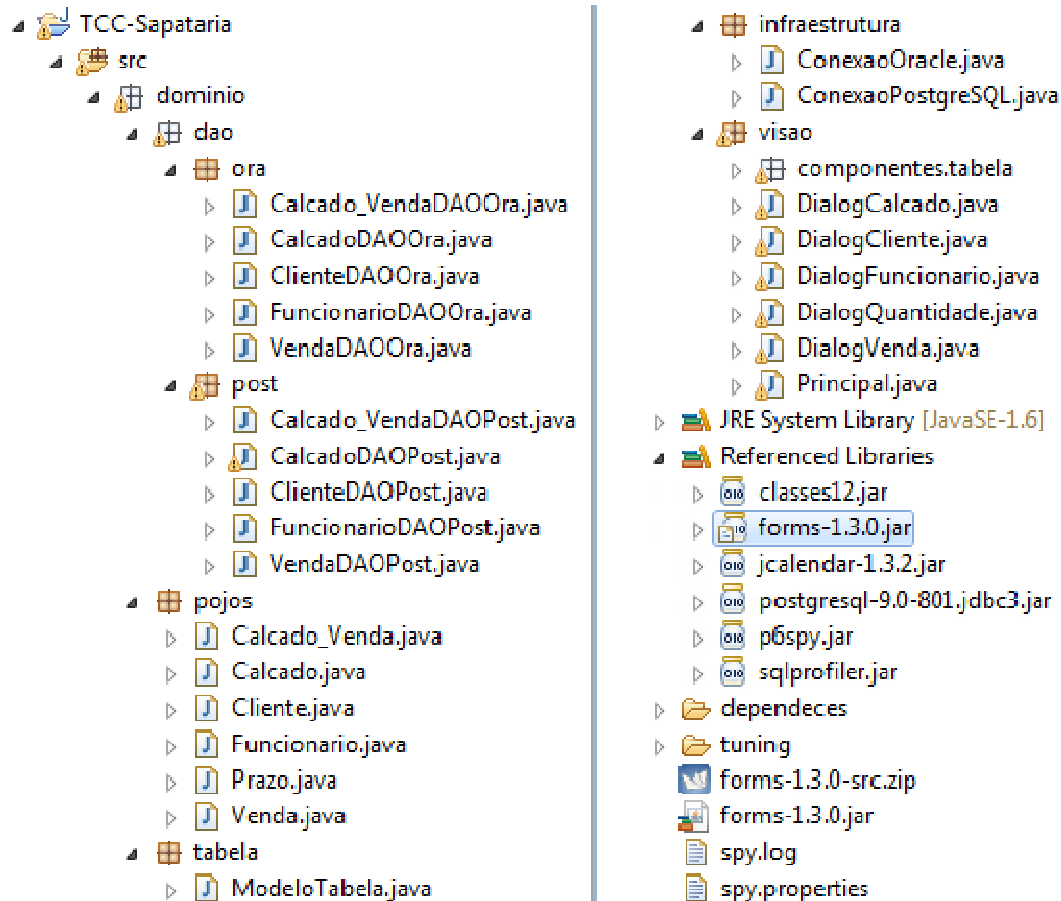 TCC-Sapataria
src
dominio
dao
ora
Calcado_VendaDAOOra.java
CalcadoDAOOra.java
ClienteDAOOra.java
FuncionarioDAOOra.java
VendaDAOOra.java
post
Calcado_VendaDAOPost.java
CalcadoDAOPost.java
ClienteDAOPost.java
FuncionarioDAOPost.java
VendaDAOPost.java
pojos
Calcado_Venda.java
Calcado.java
Cliente.java
Funcionario.java
Prazo.java
Venda.java
tabela
ModeloTabela.java
infraestrutura
ConexaoOracle.java
ConexaoPostgreSQL.java
visao
componentes.tabela
DialogCalcado.java
DialogCliente.java
DialogFuncionario.java
DialogQuantidade.java
DialogVenda.java
Principal.java
JRE System Library [JavaSE-1.6]
Referenced Libraries
classes12.jar
forms-1.3.0.jar
jcalendar-1.3.2.jar
postgresql-9.0-801.jdbc3.jar
p6spy.jar
sqlprofiler.jar
dependeces
tuning
forms-1.3.0-src.zip
forms-1.3.0.jar
spy.log
spy.properties